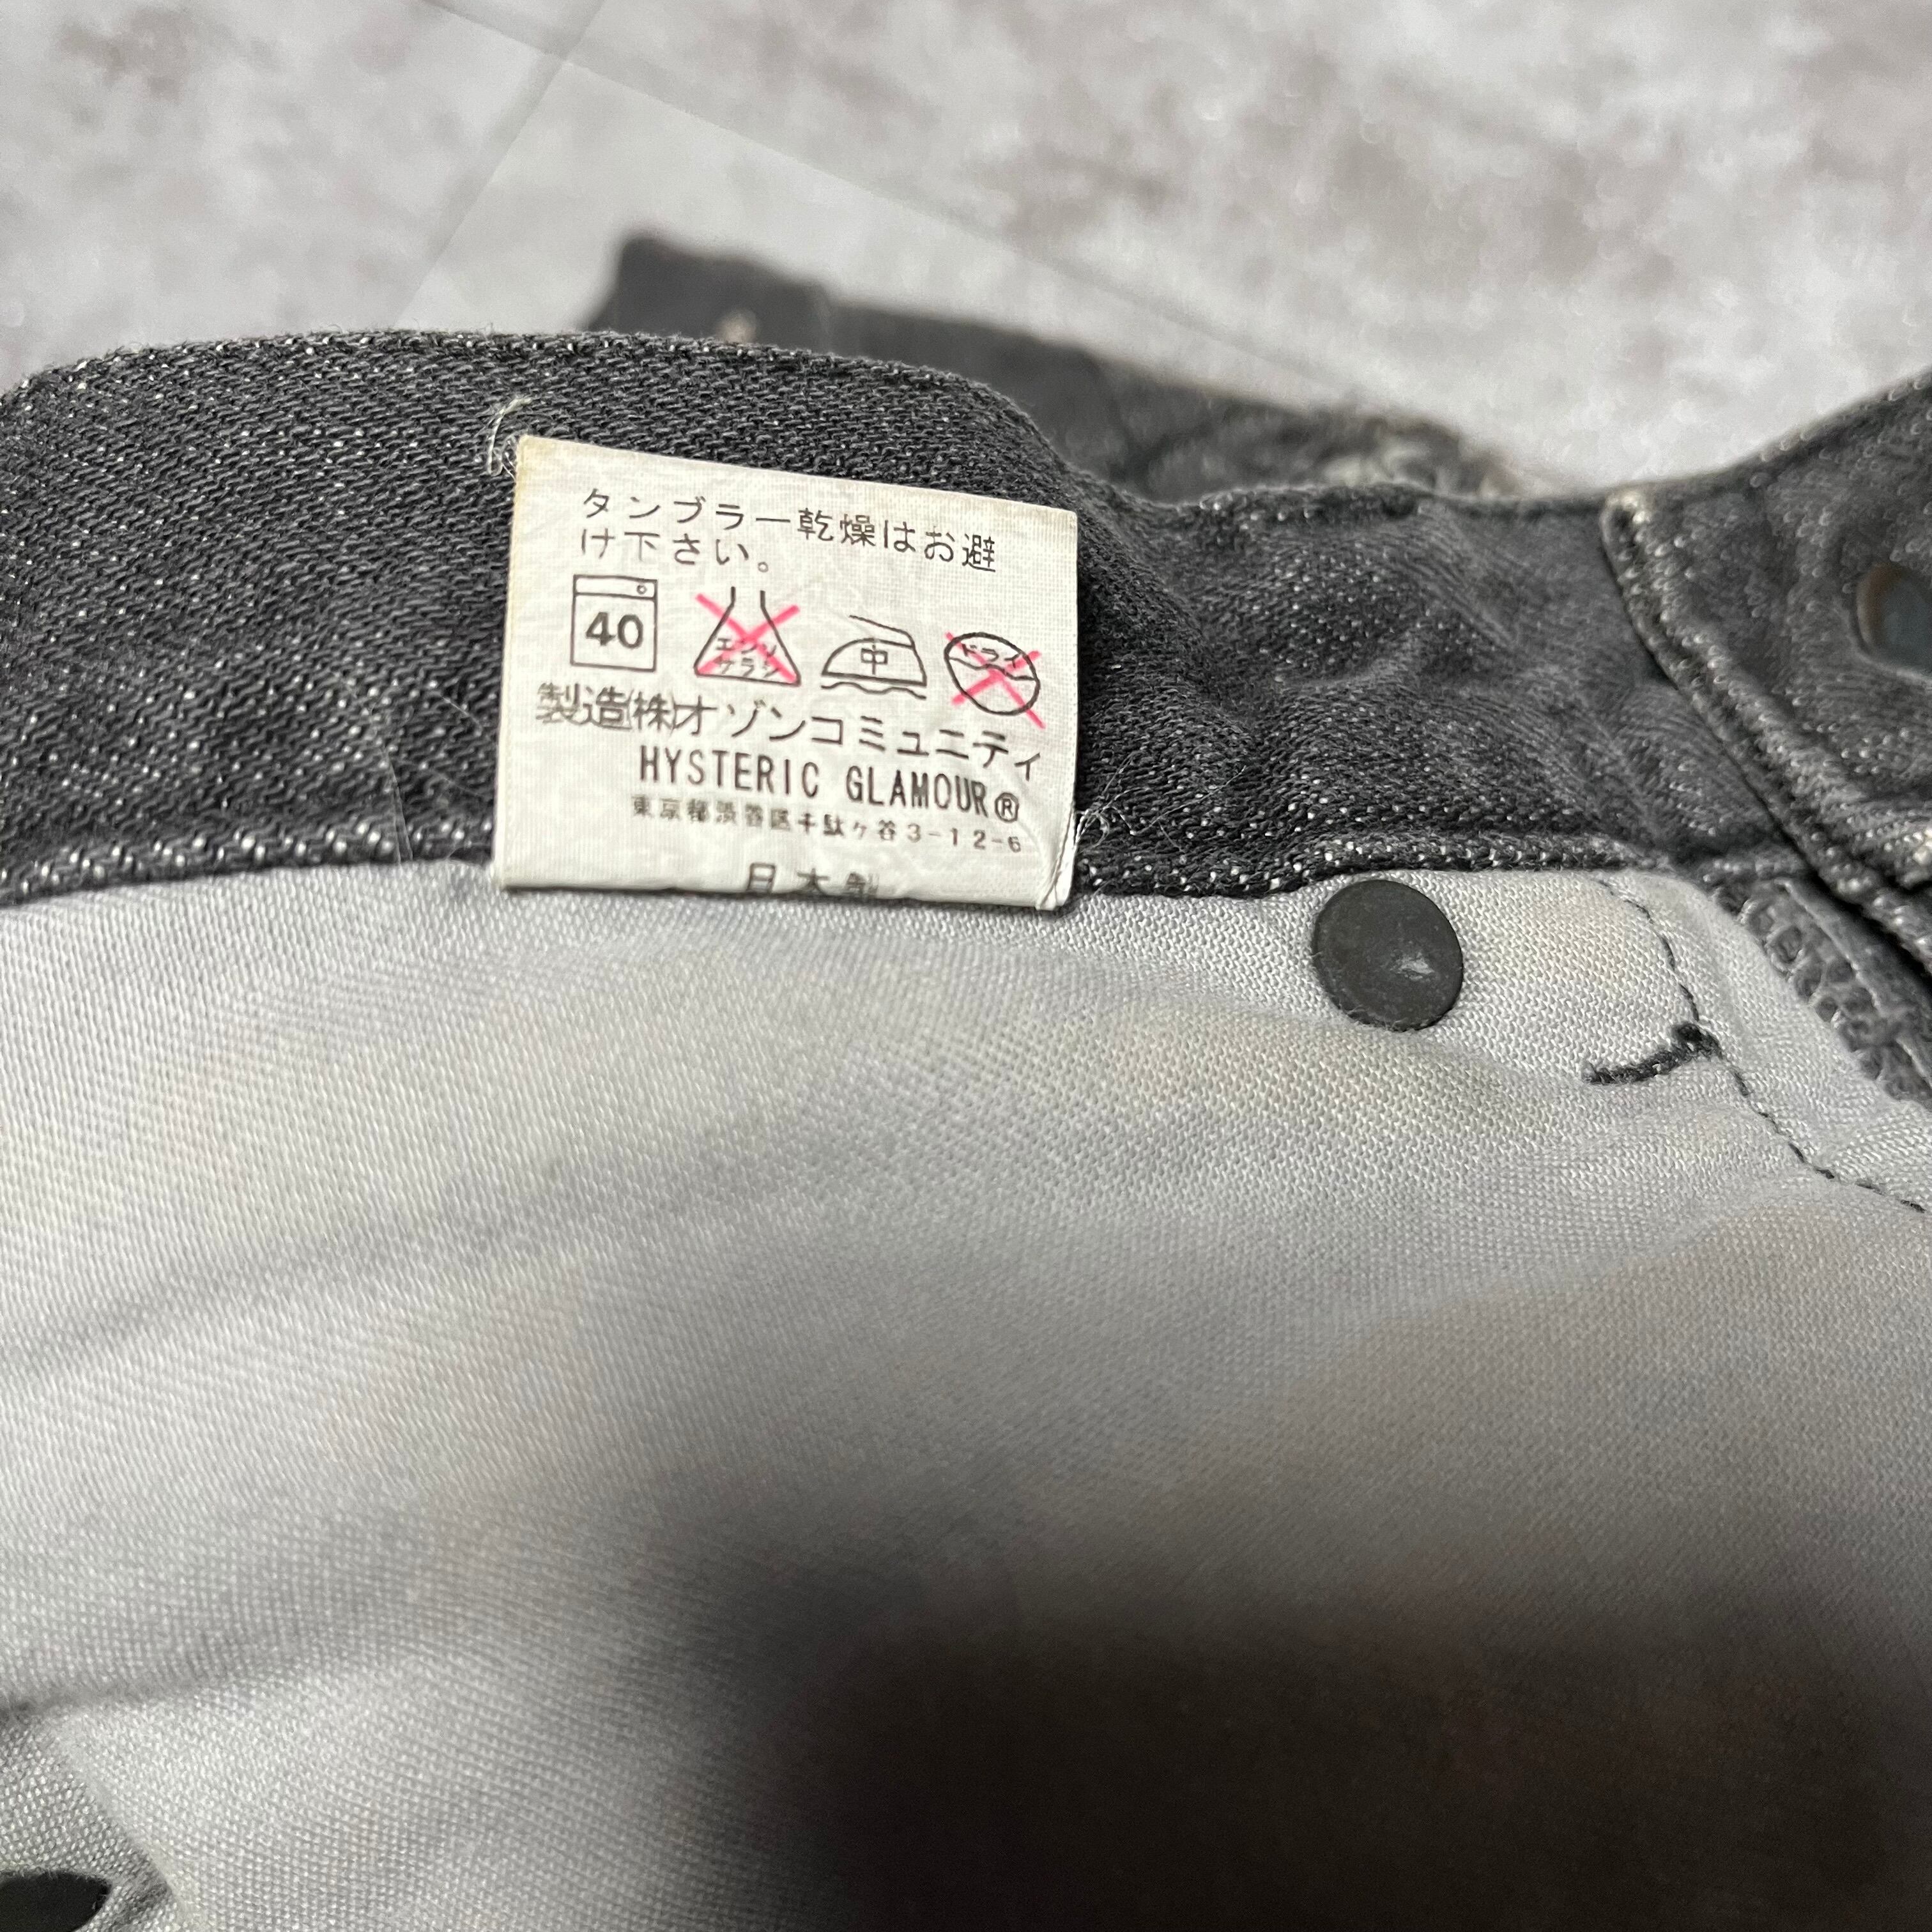 タンブラー乾燥はお避
け下さい。
40
エンソ
サラシ
中
ドライ
製造(株)オゾンコミュニティ
HYSTERIC GLAMOUR®
東京都渋谷区千駄ヶ谷3-12-6
日本製